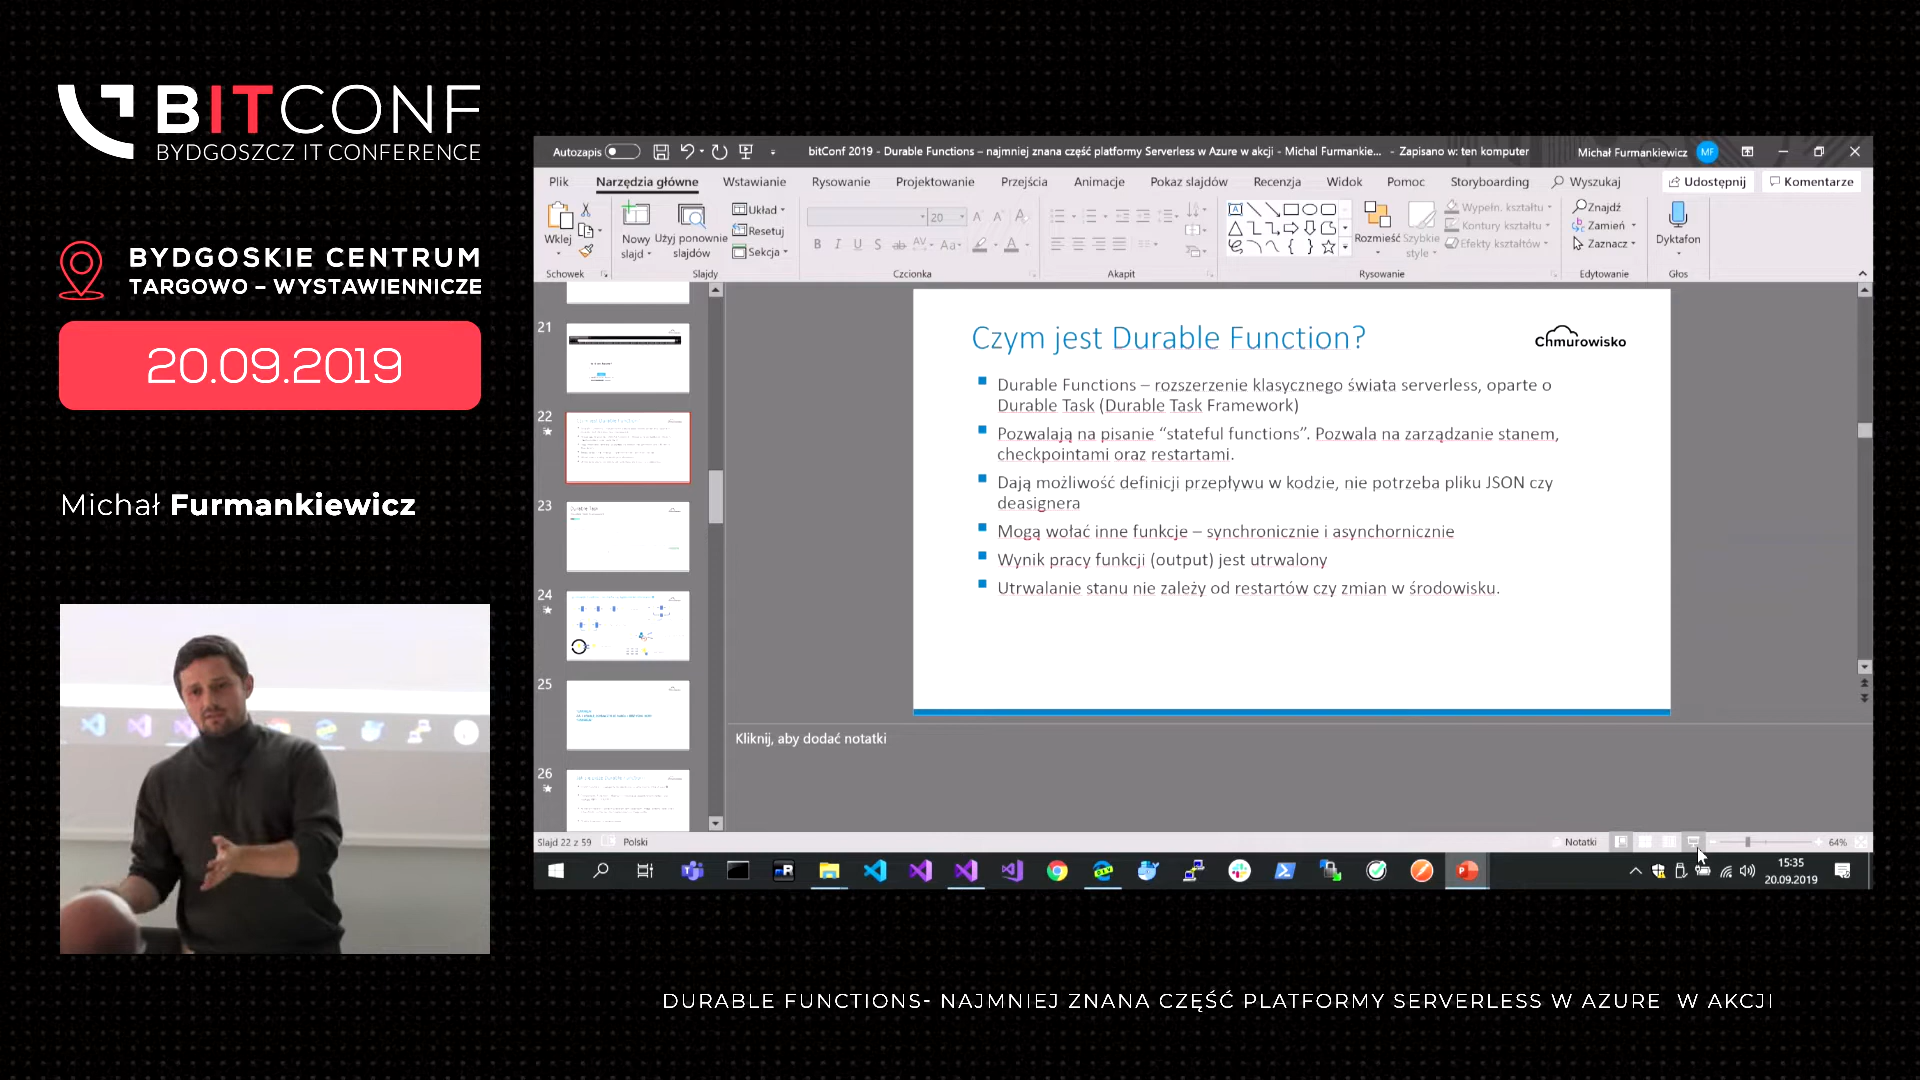 BITCONF
BYDGOSZCZ IT CONFERENCE
BYDGOSKIE CENTRUM
TARGOWO – WYSTAWIENNICZE
20.09.2019
Michał Furmankiewicz
Autozapis
bitConf 2019 - Durable Functions – najmniej znana część platformy Serverless w Azure w akcji - Michal Furmankie... - Zapisano w: ten komputer
Michał Furmankiewicz MF
Plik Narzędzia główne Wstawianie Rysowanie Projektowanie Przejścia Animacje Pokaz slajdów Recenzja Widok Pomoc Storyboarding Wyszukaj Udostępnij Komentarze
Wklej
Nowy slajd
Użyj ponownie slajdów
Układ
Resetuj
Sekcja
20
Rozmieść
Szybkie style
Wypełn. kształtu
Kontury kształtu
Efekty kształtów
Znajdź
Zamień
Zaznacz
Dyktafon
Schowek Slajdy Czcionka Akapit Rysowanie Edytowanie Głos
21
22
23
24
25
26
Czym jest Durable Function?
Chmurowisko
Durable Functions – rozszerzenie klasycznego świata serverless, oparte o
Durable Task (Durable Task Framework)
Pozwalają na pisanie “stateful functions”. Pozwala na zarządzanie stanem,
checkpointami oraz restartami.
Dają możliwość definicji przepływu w kodzie, nie potrzeba pliku JSON czy
deasignera
Mogą wołać inne funkcje – synchronicznie i asynchornicznie
Wynik pracy funkcji (output) jest utrwalony
Utrwalanie stanu nie zależy od restartów czy zmian w środowisku.
Kliknij, aby dodać notatki
Slajd 22 z 59 Polski
Notatki 64%
15:35
20.09.2019
DURABLE FUNCTIONS- NAJMNIEJ ZNANA CZĘŚĆ PLATFORMY SERVERLESS W AZURE W AKCJI